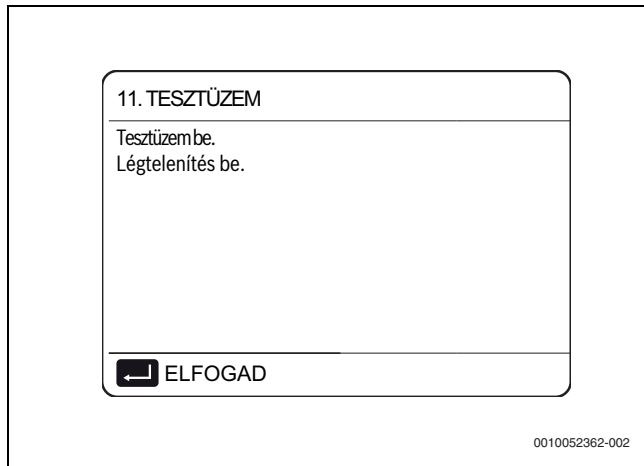 11. TESZTÜZEM
Tesztüzem be.
Légtelenítés be.
ELFOGAD
0010052362-002